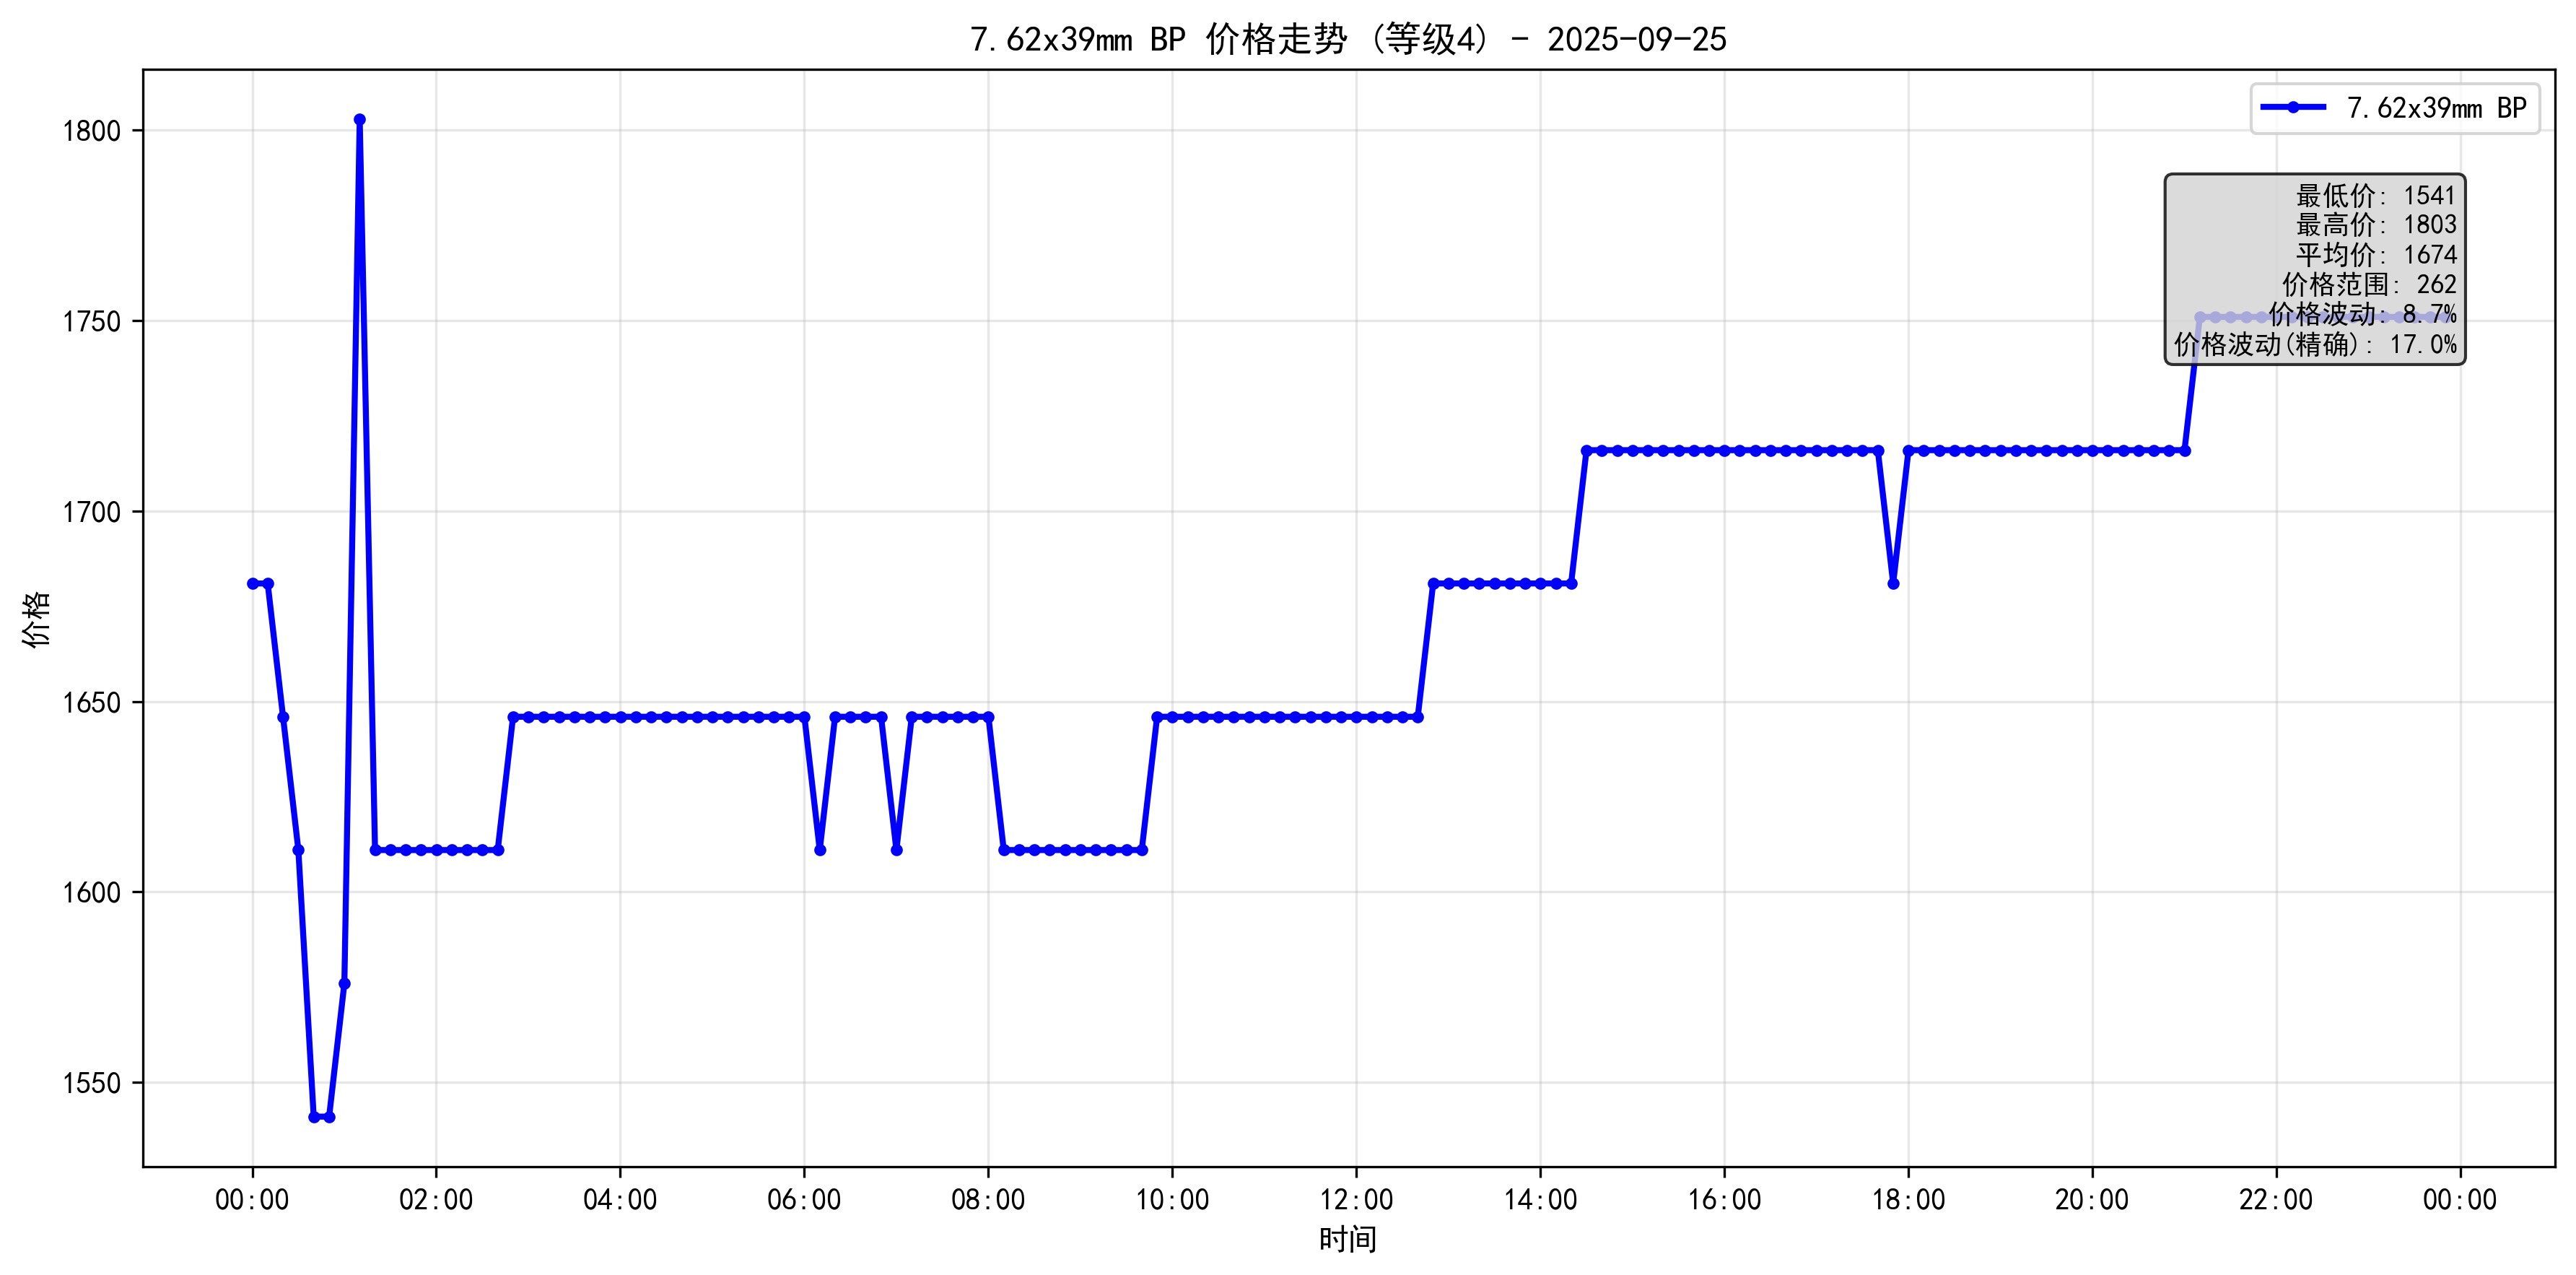 7.62x39mm BP 价格走势 (等级4) - 2025-09-25
7.62x39mm BP
最低价: 1541
最高价: 1803
平均价: 1674
价格范围: 262
价格波动: 8.7%
价格波动(精确): 17.0%
价格
1800
1750
1700
1650
1600
1550
00:00 02:00 04:00 06:00 08:00 10:00 12:00 14:00 16:00 18:00 20:00 22:00 00:00
时间